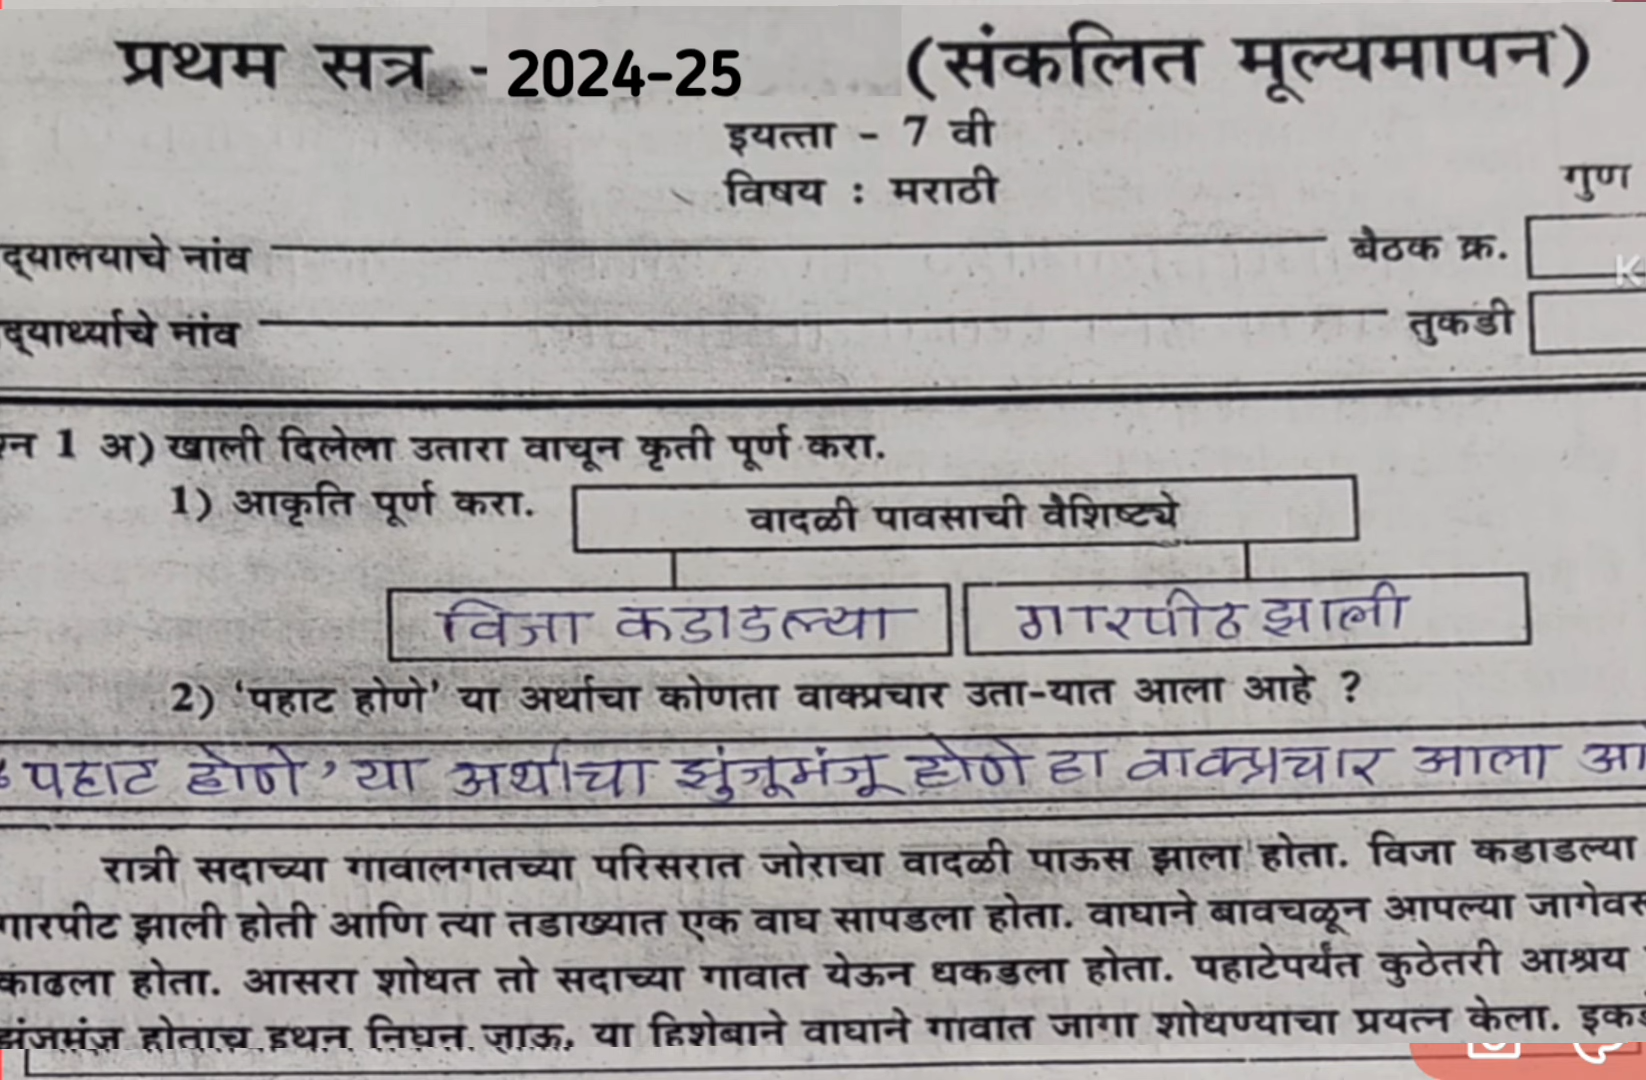 प्रथम सत्र - 2024-25 (संकलित मूल्यमापन)
इयत्ता - 7 वी
विषय : मराठी
गुण
द्यालयाचे नांव बैठक क्र.
द्यार्थ्याचे नांव तुकडी
न 1 अ) खाली दिलेला उतारा वाचून कृती पूर्ण करा.
1) आकृति पूर्ण करा.
वादळी पावसाची वैशिष्ट्ये
विजा कडाडल्या गारपीठ झाली
2) 'पहाट होणे' या अर्थाचा कोणता वाक्प्रचार उता-यात आला आहे ?
'पहाट होणे' या अर्थाचा झुंजूमंजू होणे हा वाक्प्रचार आला आ
रात्री सदाच्या गावालगतच्या परिसरात जोराचा वादळी पाऊस झाला होता. विजा कडाडल्या
गारपीट झाली होती आणि त्या तडाख्यात एक वाघ सापडला होता. वाघाने बावचळून आपल्या जागेवर
काढला होता. आसरा शोधत तो सदाच्या गावात येऊन धकडला होता. पहाटेपर्यंत कुठेतरी आश्रय
झुंजूमुंजू होताच इथून निघून जाऊ, या हिशेबाने वाघाने गावात जागा शोधण्याचा प्रयत्न केला.